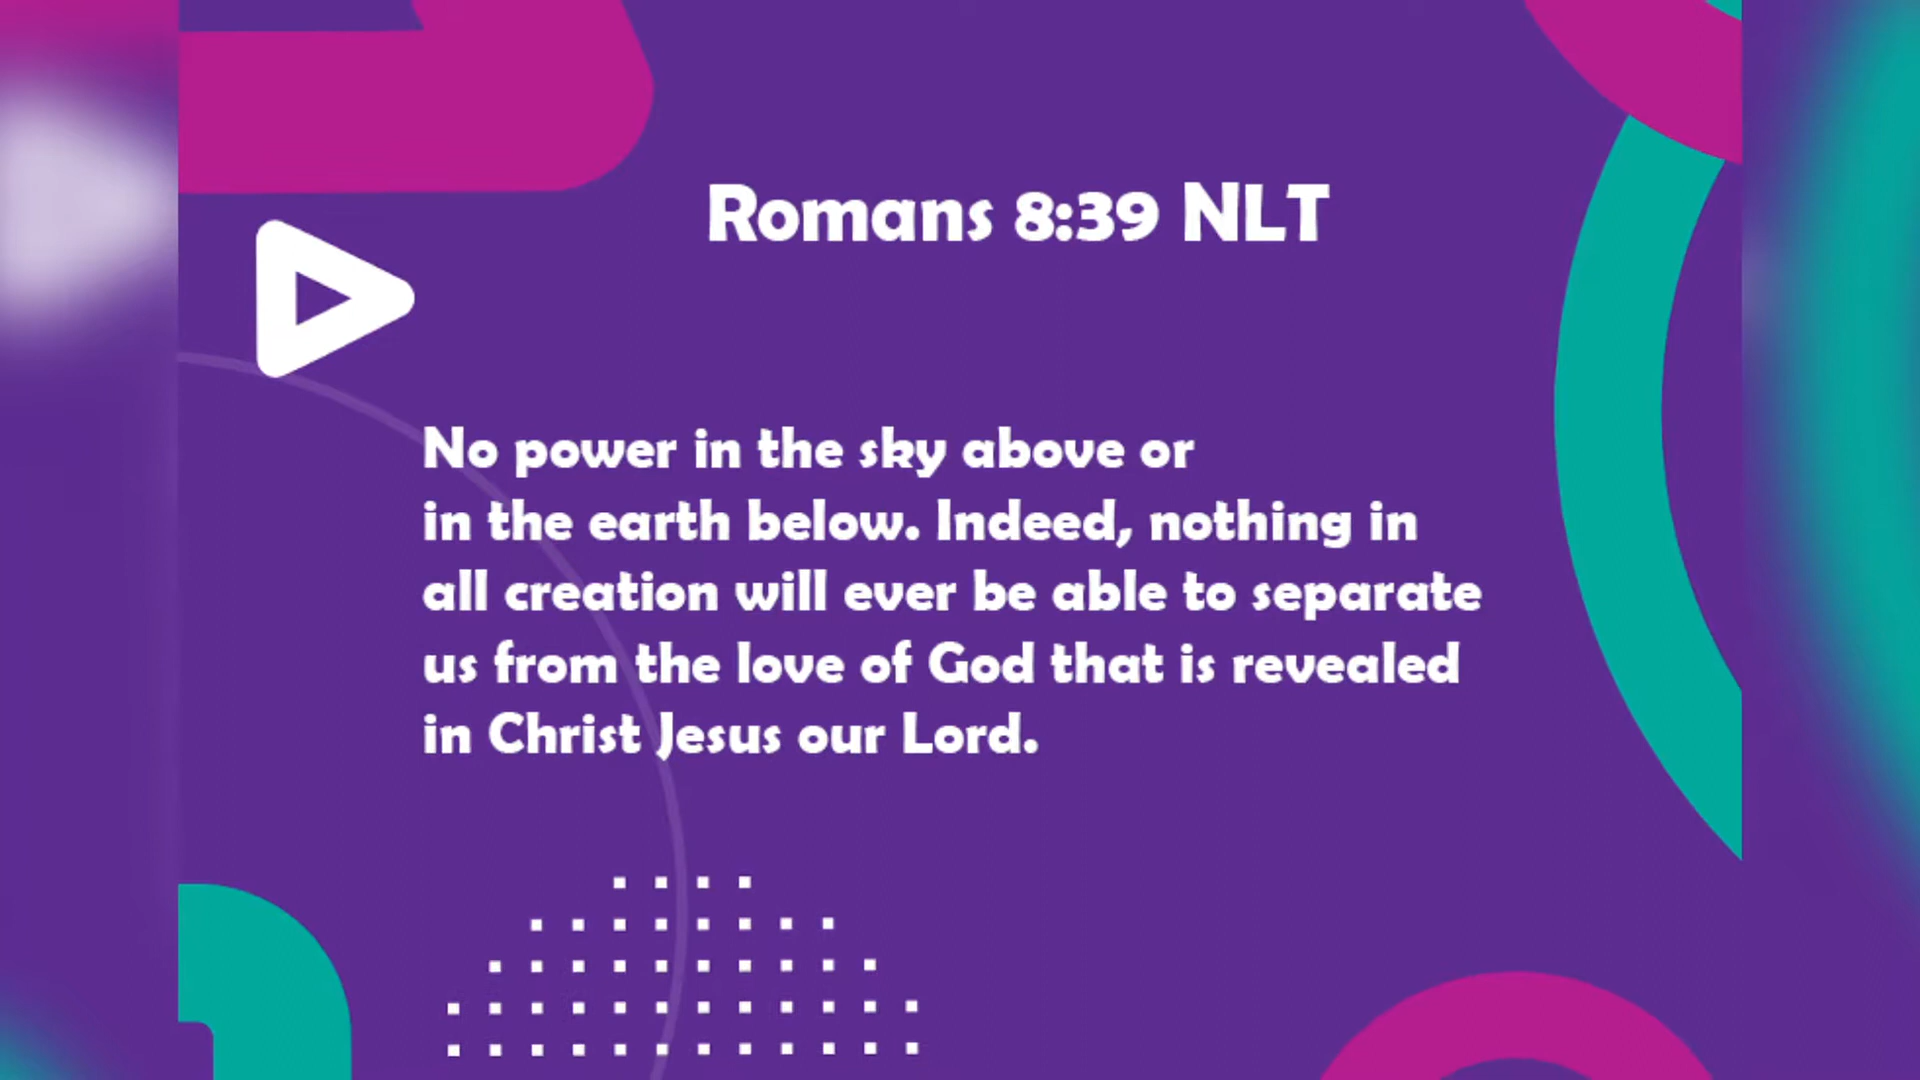 Romans 8:39 NLT
No power in the sky above or
in the earth below. Indeed, nothing in
all creation will ever be able to separate
us from the love of God that is revealed
in Christ Jesus our Lord.